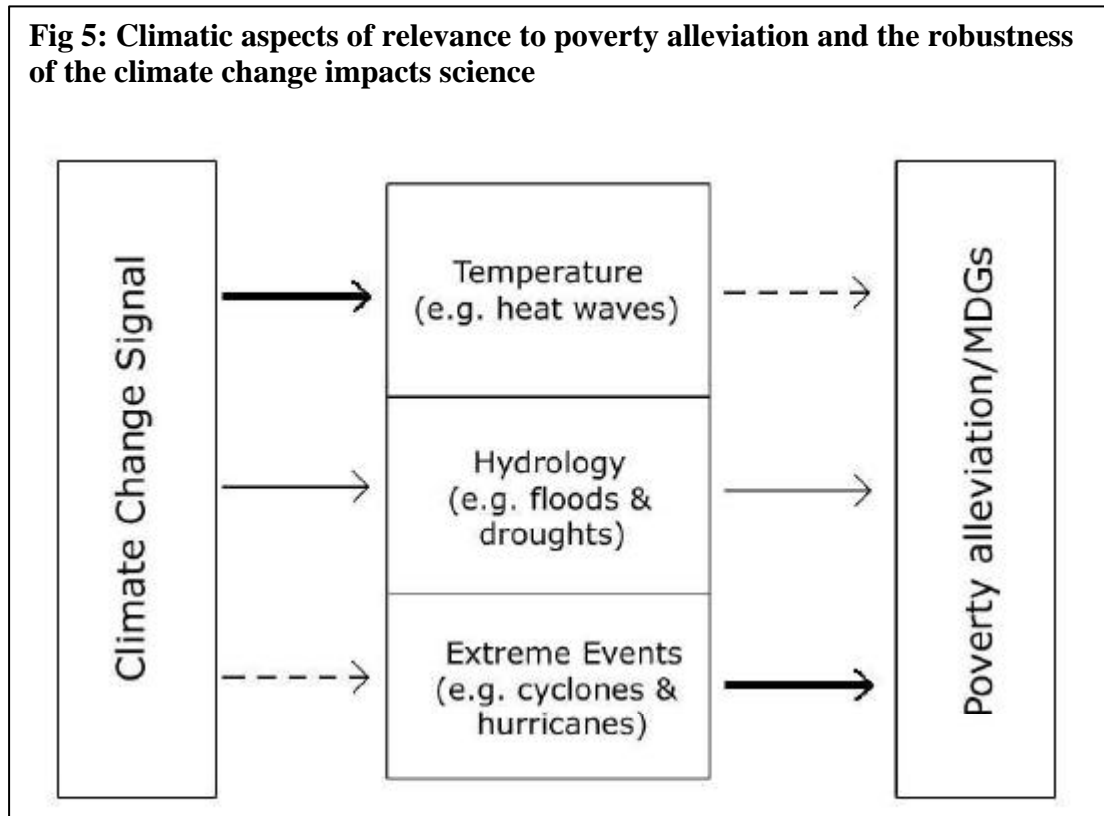 Fig 5: Climatic aspects of relevance to poverty alleviation and the robustness
of the climate change impacts science
Climate Change Signal
Temperature
(e.g. heat waves)
Hydrology
(e.g. floods &
droughts)
Extreme Events
(e.g. cyclones &
hurricanes)
Poverty alleviation/MDGs